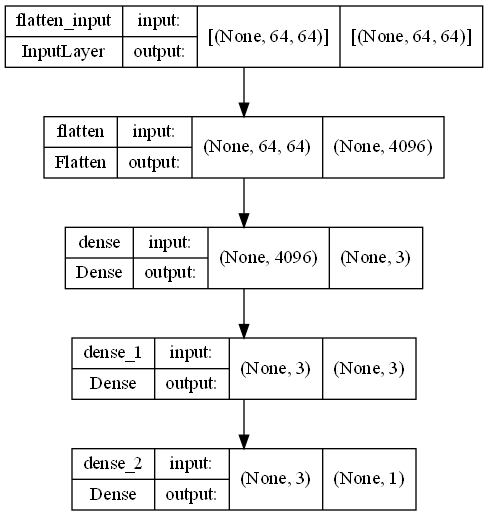 flatten_input input: [(None, 64, 64)] [(None, 64, 64)]
InputLayer output:
flatten input: (None, 64, 64) (None, 4096)
Flatten output:
dense input: (None, 4096) (None, 3)
Dense output:
dense_1 input: (None, 3) (None, 3)
Dense output:
dense_2 input: (None, 3) (None, 1)
Dense output: